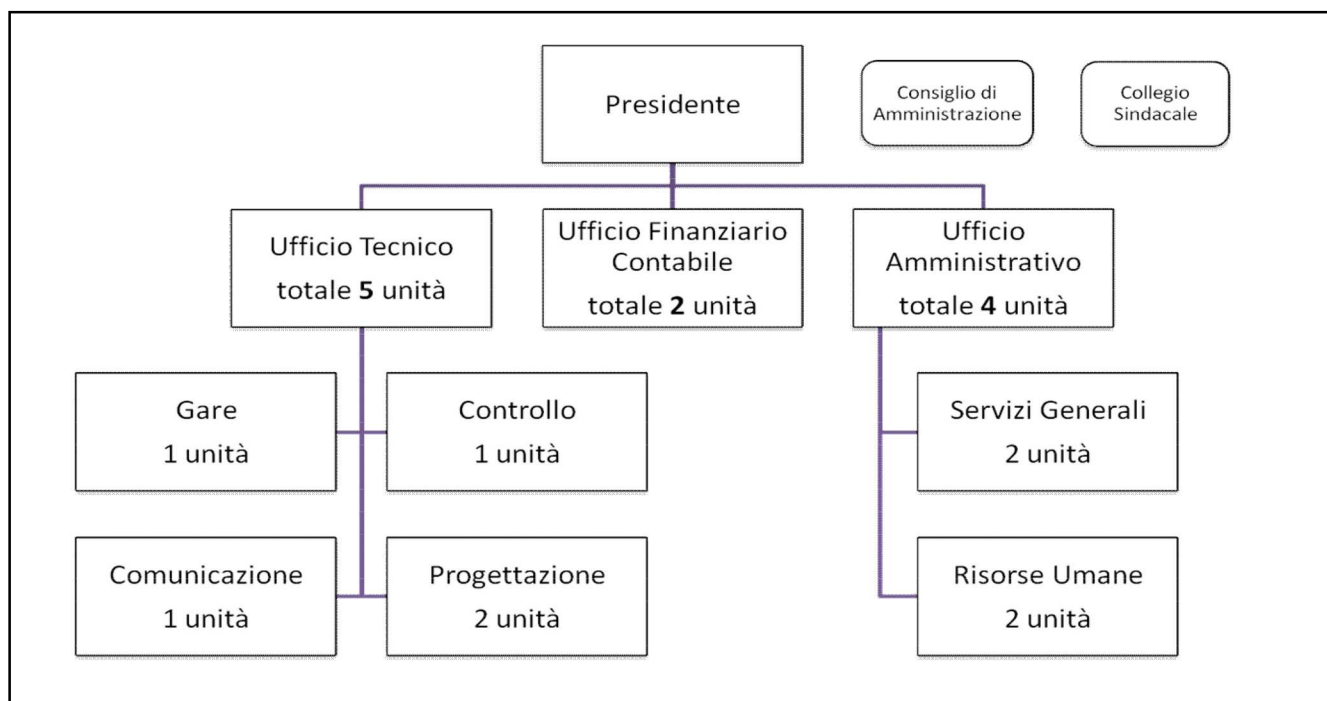 Presidente
Consiglio di
Amministrazione
Collegio
Sindacale
Ufficio Tecnico
totale 5 unità
Ufficio Finanziario
Contabile
totale 2 unità
Ufficio
Amministrativo
totale 4 unità
Gare
1 unità
Controllo
1 unità
Servizi Generali
2 unità
Comunicazione
1 unità
Progettazione
2 unità
Risorse Umane
2 unità